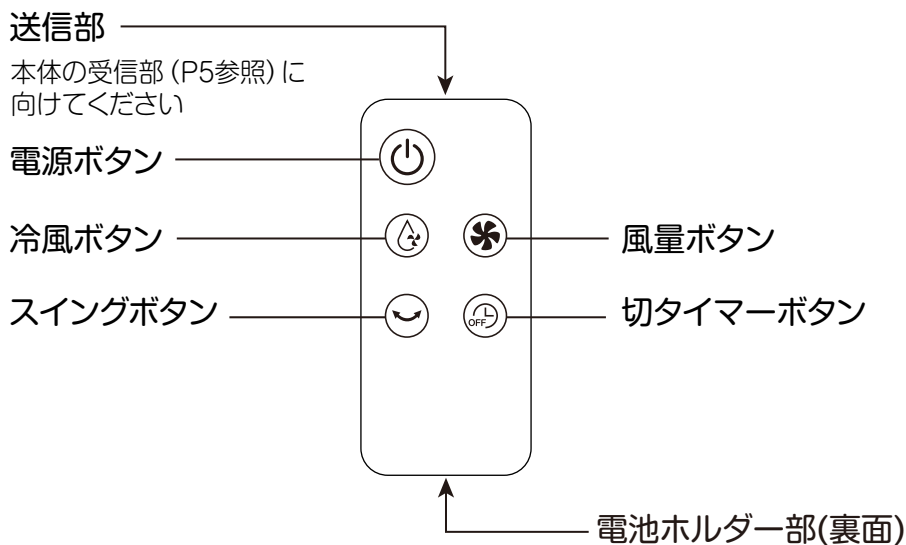 送信部
本体の受信部(P5参照)に
向けてください
電源ボタン
冷風ボタン
風量ボタン
スイングボタン
OFF
切タイマーボタン
電池ホルダー部(裏面)